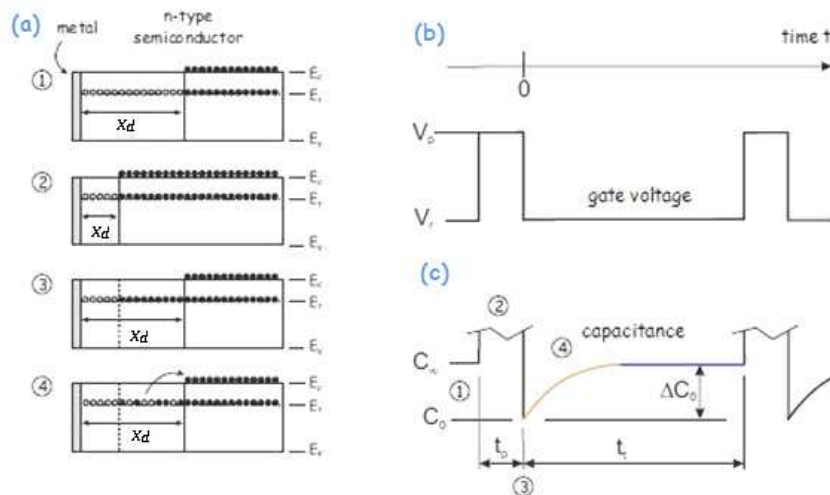 (a)
metal
n-type
semiconductor
①
E_c
E_T
X_d
E_v
②
E_c
E_T
X_d
E_v
③
E_c
E_T
X_d
E_v
④
E_c
E_T
X_d
E_v
(b)
time t
0
V_p
V_r
gate voltage
(c)
②
capacitance
④
C_∞
①
C_0
ΔC_0
t_p
③